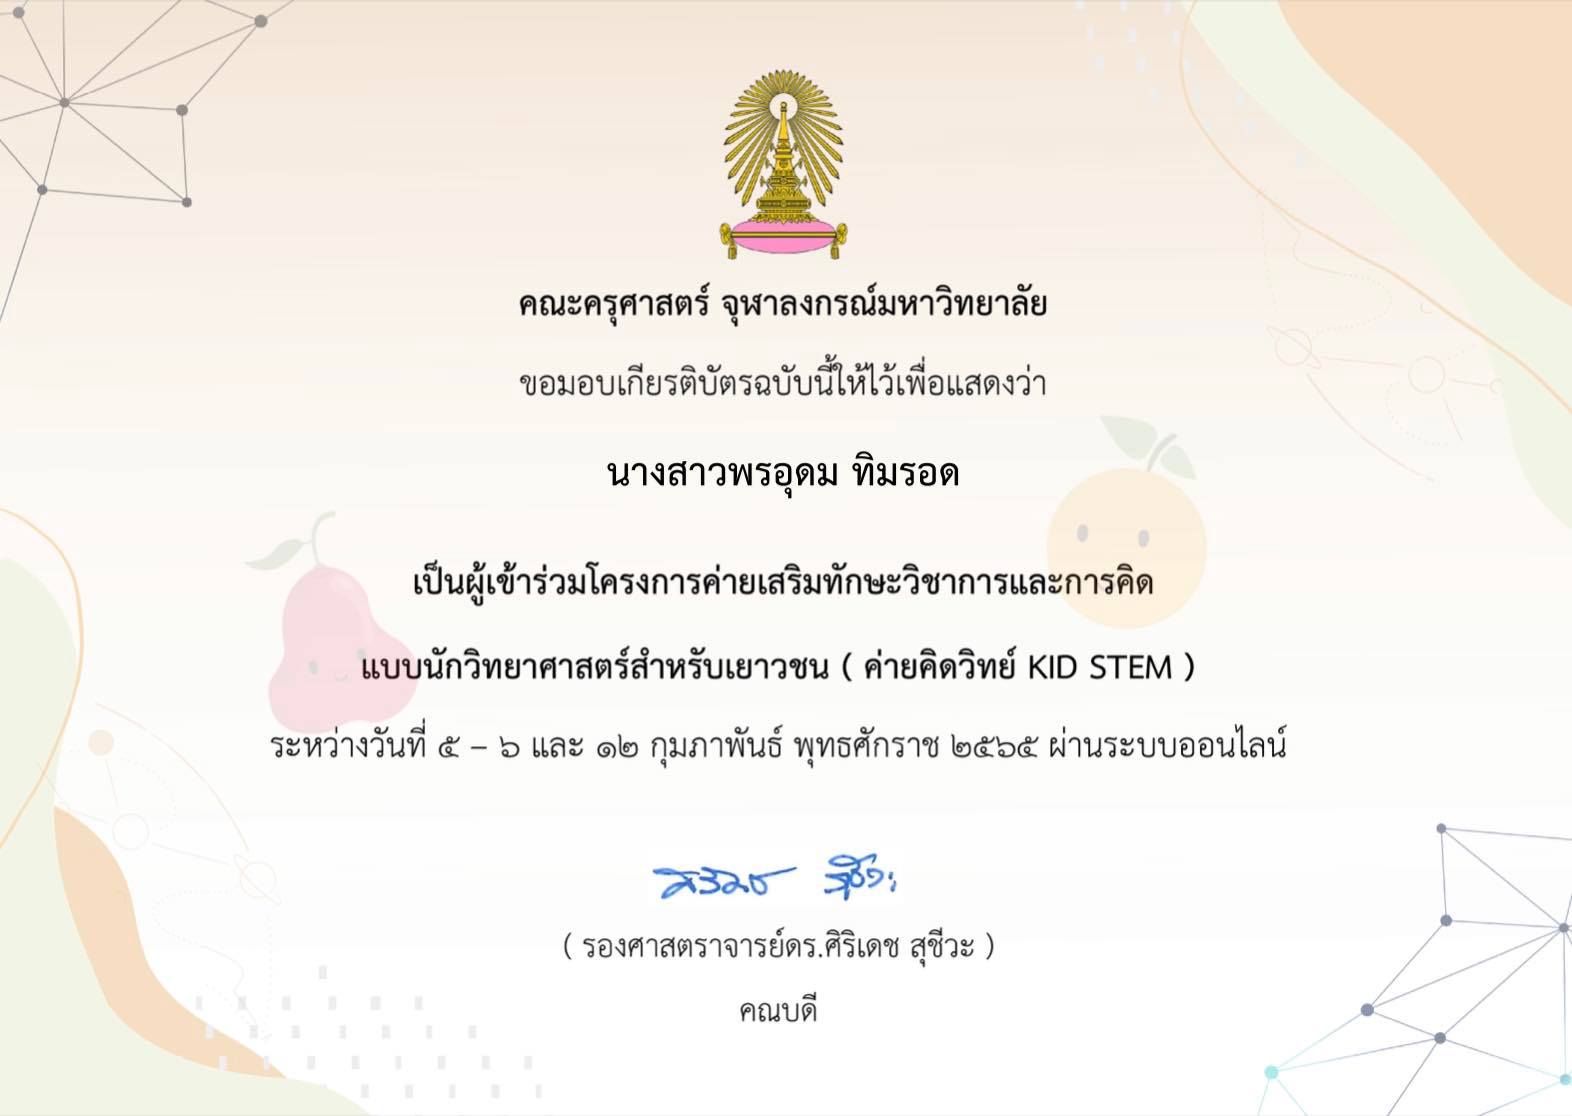 คณะครุศาสตร์ จุฬาลงกรณ์มหาวิทยาลัย
ขอมอบเกียรติบัตรฉบับนี้ให้ไว้เพื่อแสดงว่า
นางสาวพรอุดม ทิมรอด
เป็นผู้เข้าร่วมโครงการค่ายเสริมทักษะวิชาการและการคิด
แบบนักวิทยาศาสตร์สำหรับเยาวชน ( ค่ายคิดวิทย์ KID STEM )
ระหว่างวันที่ ๕ – ๖ และ ๑๒ กุมภาพันธ์ พุทธศักราช ๒๕๖๕ ผ่านระบบออนไลน์
( รองศาสตราจารย์ดร.ศิริเดช สุชีวะ )
คณบดี